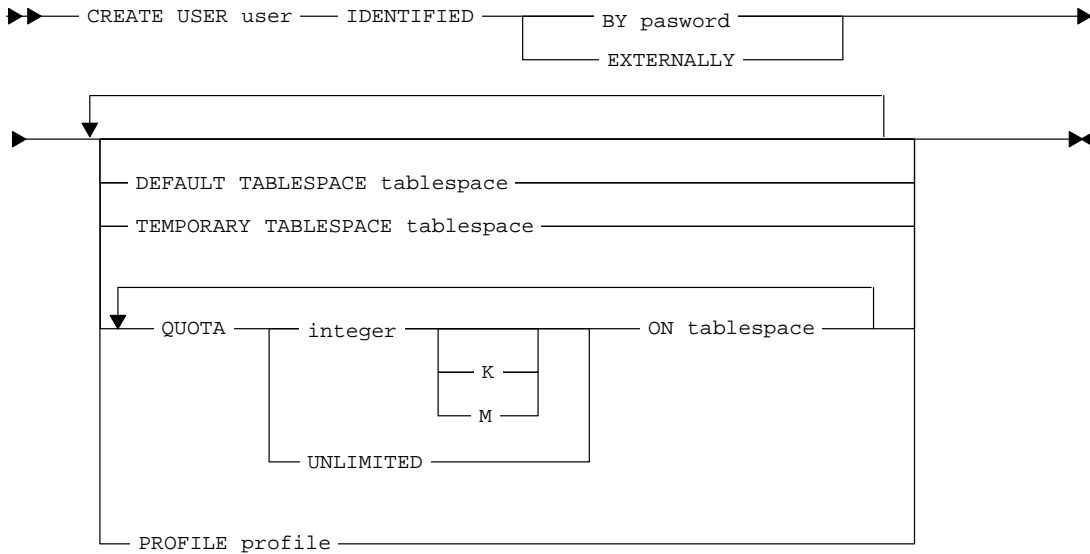 CREATE USER user IDENTIFIED BY pasword
EXTERNALLY
DEFAULT TABLESPACE tablespace
TEMPORARY TABLESPACE tablespace
QUOTA integer ON tablespace
K
M
UNLIMITED
PROFILE profile